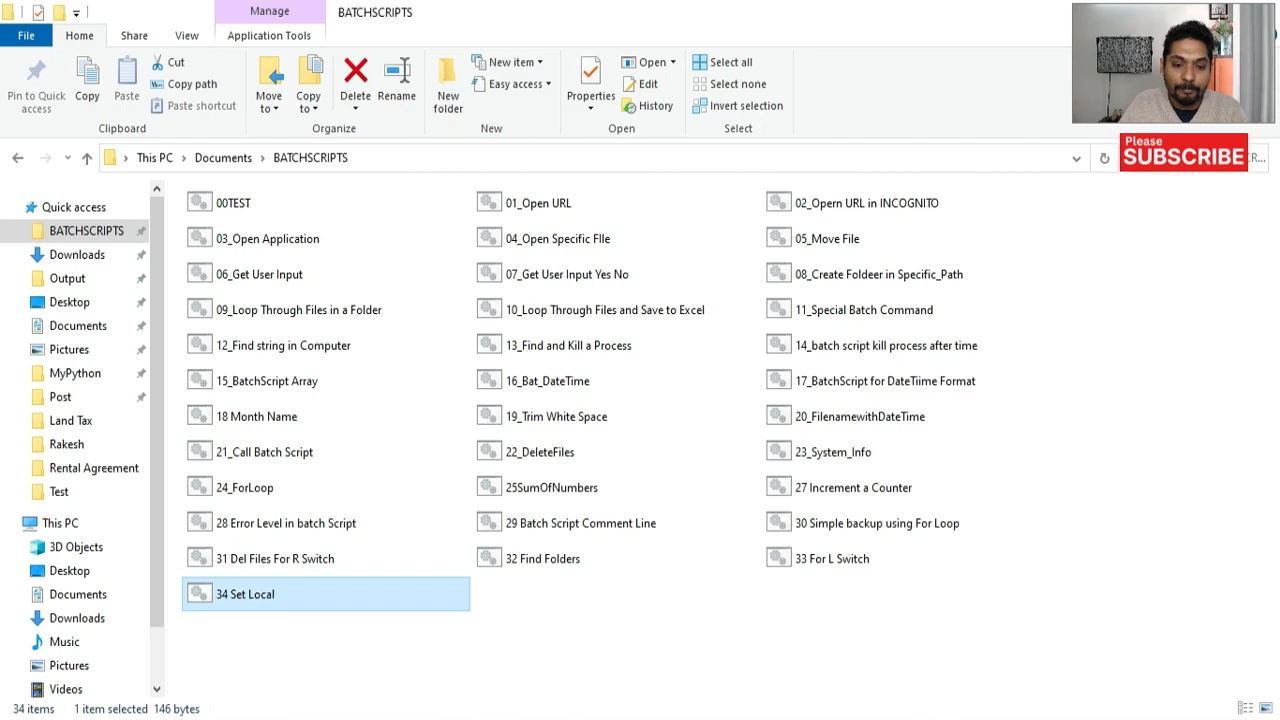 Manage
BATCHSCRIPTS
File
Home
Share
View
Application Tools
Pin to Quick access
Copy
Paste
Cut
Copy path
Paste shortcut
Clipboard
Move to
Copy to
Delete
Rename
Organize
New folder
New item
Easy access
New
Properties
Open
Edit
History
Open
Select all
Select none
Invert selection
Select
Please
SUBSCRIBE
This PC > Documents > BATCHSCRIPTS
Quick access
BATCHSCRIPTS
Downloads
Output
Desktop
Documents
Pictures
MyPython
Post
Land Tax
Rakesh
Rental Agreement
Test
This PC
3D Objects
Desktop
Documents
Downloads
Music
Pictures
Videos
00TEST
01_Open URL
02_Opern URL in INCOGNITO
03_Open Application
04_Open Specific FIle
05_Move File
06_Get User Input
07_Get User Input Yes No
08_Create Foldeer in Specific_Path
09_Loop Through Files in a Folder
10_Loop Through Files and Save to Excel
11_Special Batch Command
12_Find string in Computer
13_Find and Kill a Process
14_batch script kill process after time
15_BatchScript Array
16_Bat_DateTime
17_BatchScript for DateTiime Format
18 Month Name
19_Trim White Space
20_FilenamewithDateTime
21_Call Batch Script
22_DeleteFiles
23_System_Info
24_ForLoop
25SumOfNumbers
27 Increment a Counter
28 Error Level in batch Script
29 Batch Script Comment Line
30 Simple backup using For Loop
31 Del Files For R Switch
32 Find Folders
33 For L Switch
34 Set Local
34 items
1 item selected 146 bytes